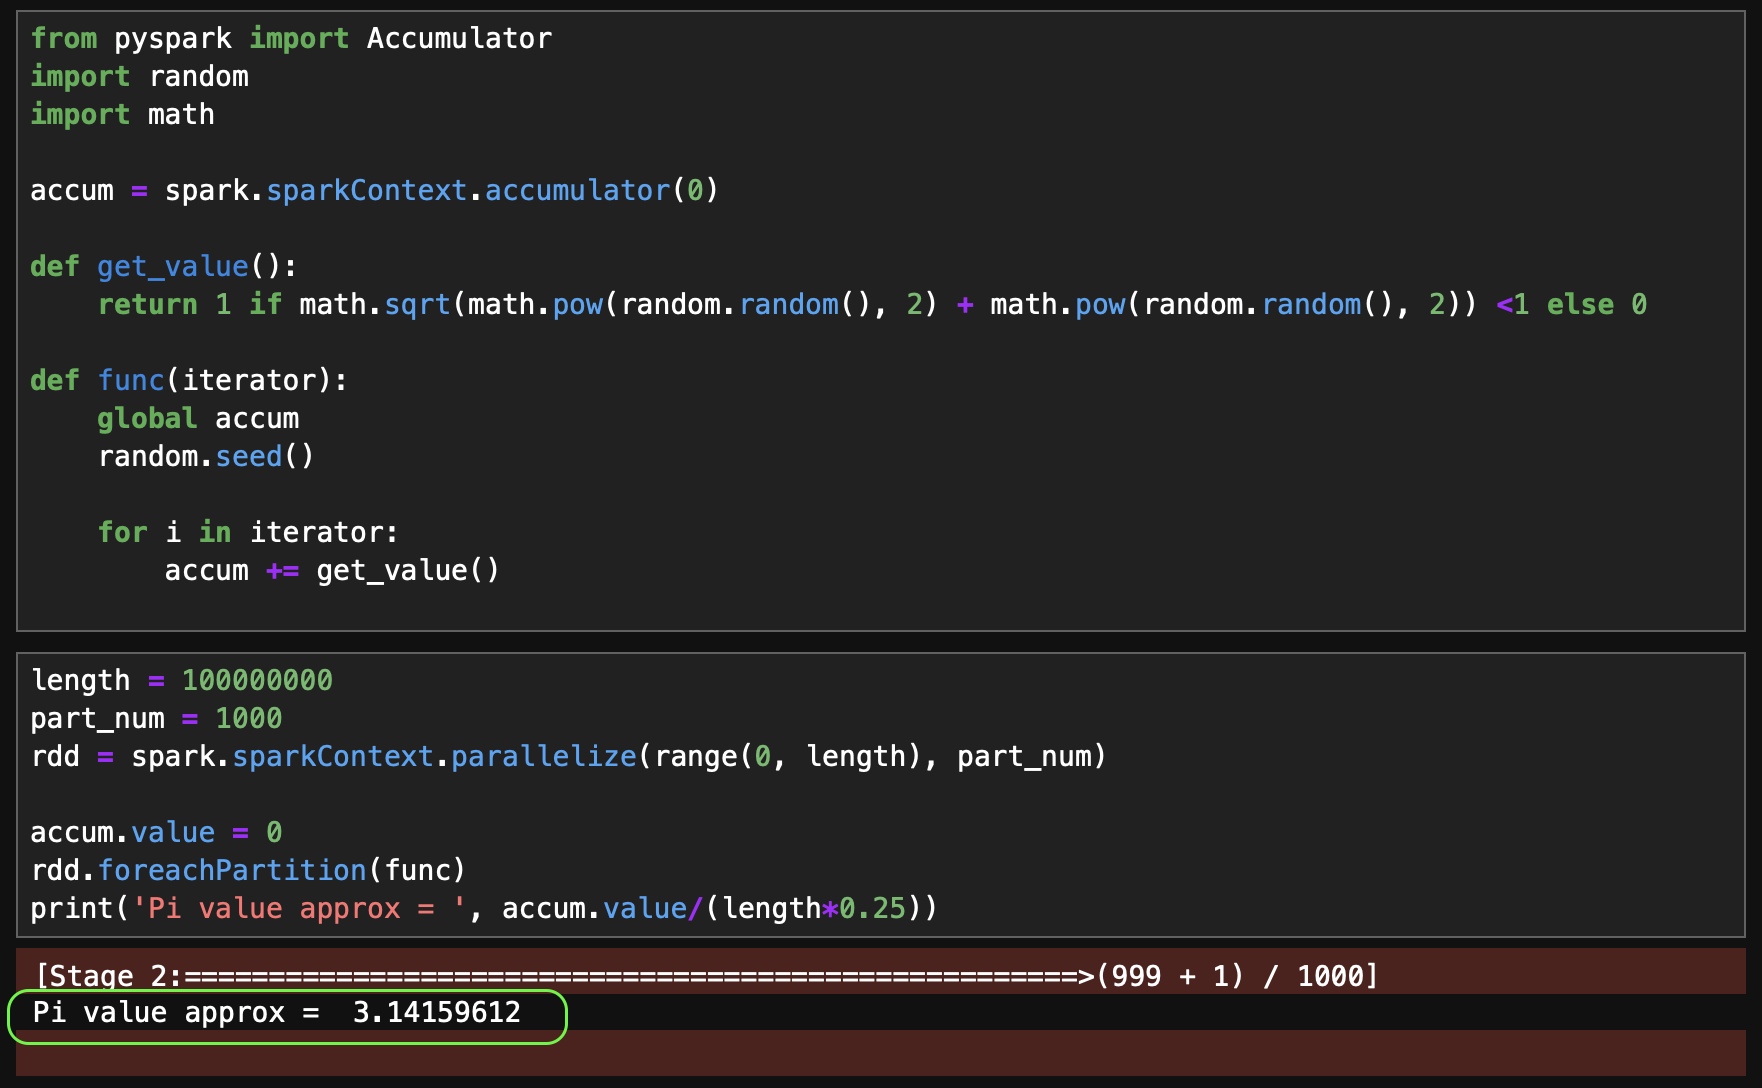 from pyspark import Accumulator
import random
import math
accum = spark.sparkContext.accumulator(0)
def get_value():
    return 1 if math.sqrt(math.pow(random.random(), 2) + math.pow(random.random(), 2)) <1 else 0
def func(iterator):
    global accum
    random.seed()
    for i in iterator:
        accum += get_value()
length = 100000000
part_num = 1000
rdd = spark.sparkContext.parallelize(range(0, length), part_num)
accum.value = 0
rdd.foreachPartition(func)
print('Pi value approx = ', accum.value/(length*0.25))
[Stage 2:=====================================================>(999 + 1) / 1000]
Pi value approx =  3.14159612